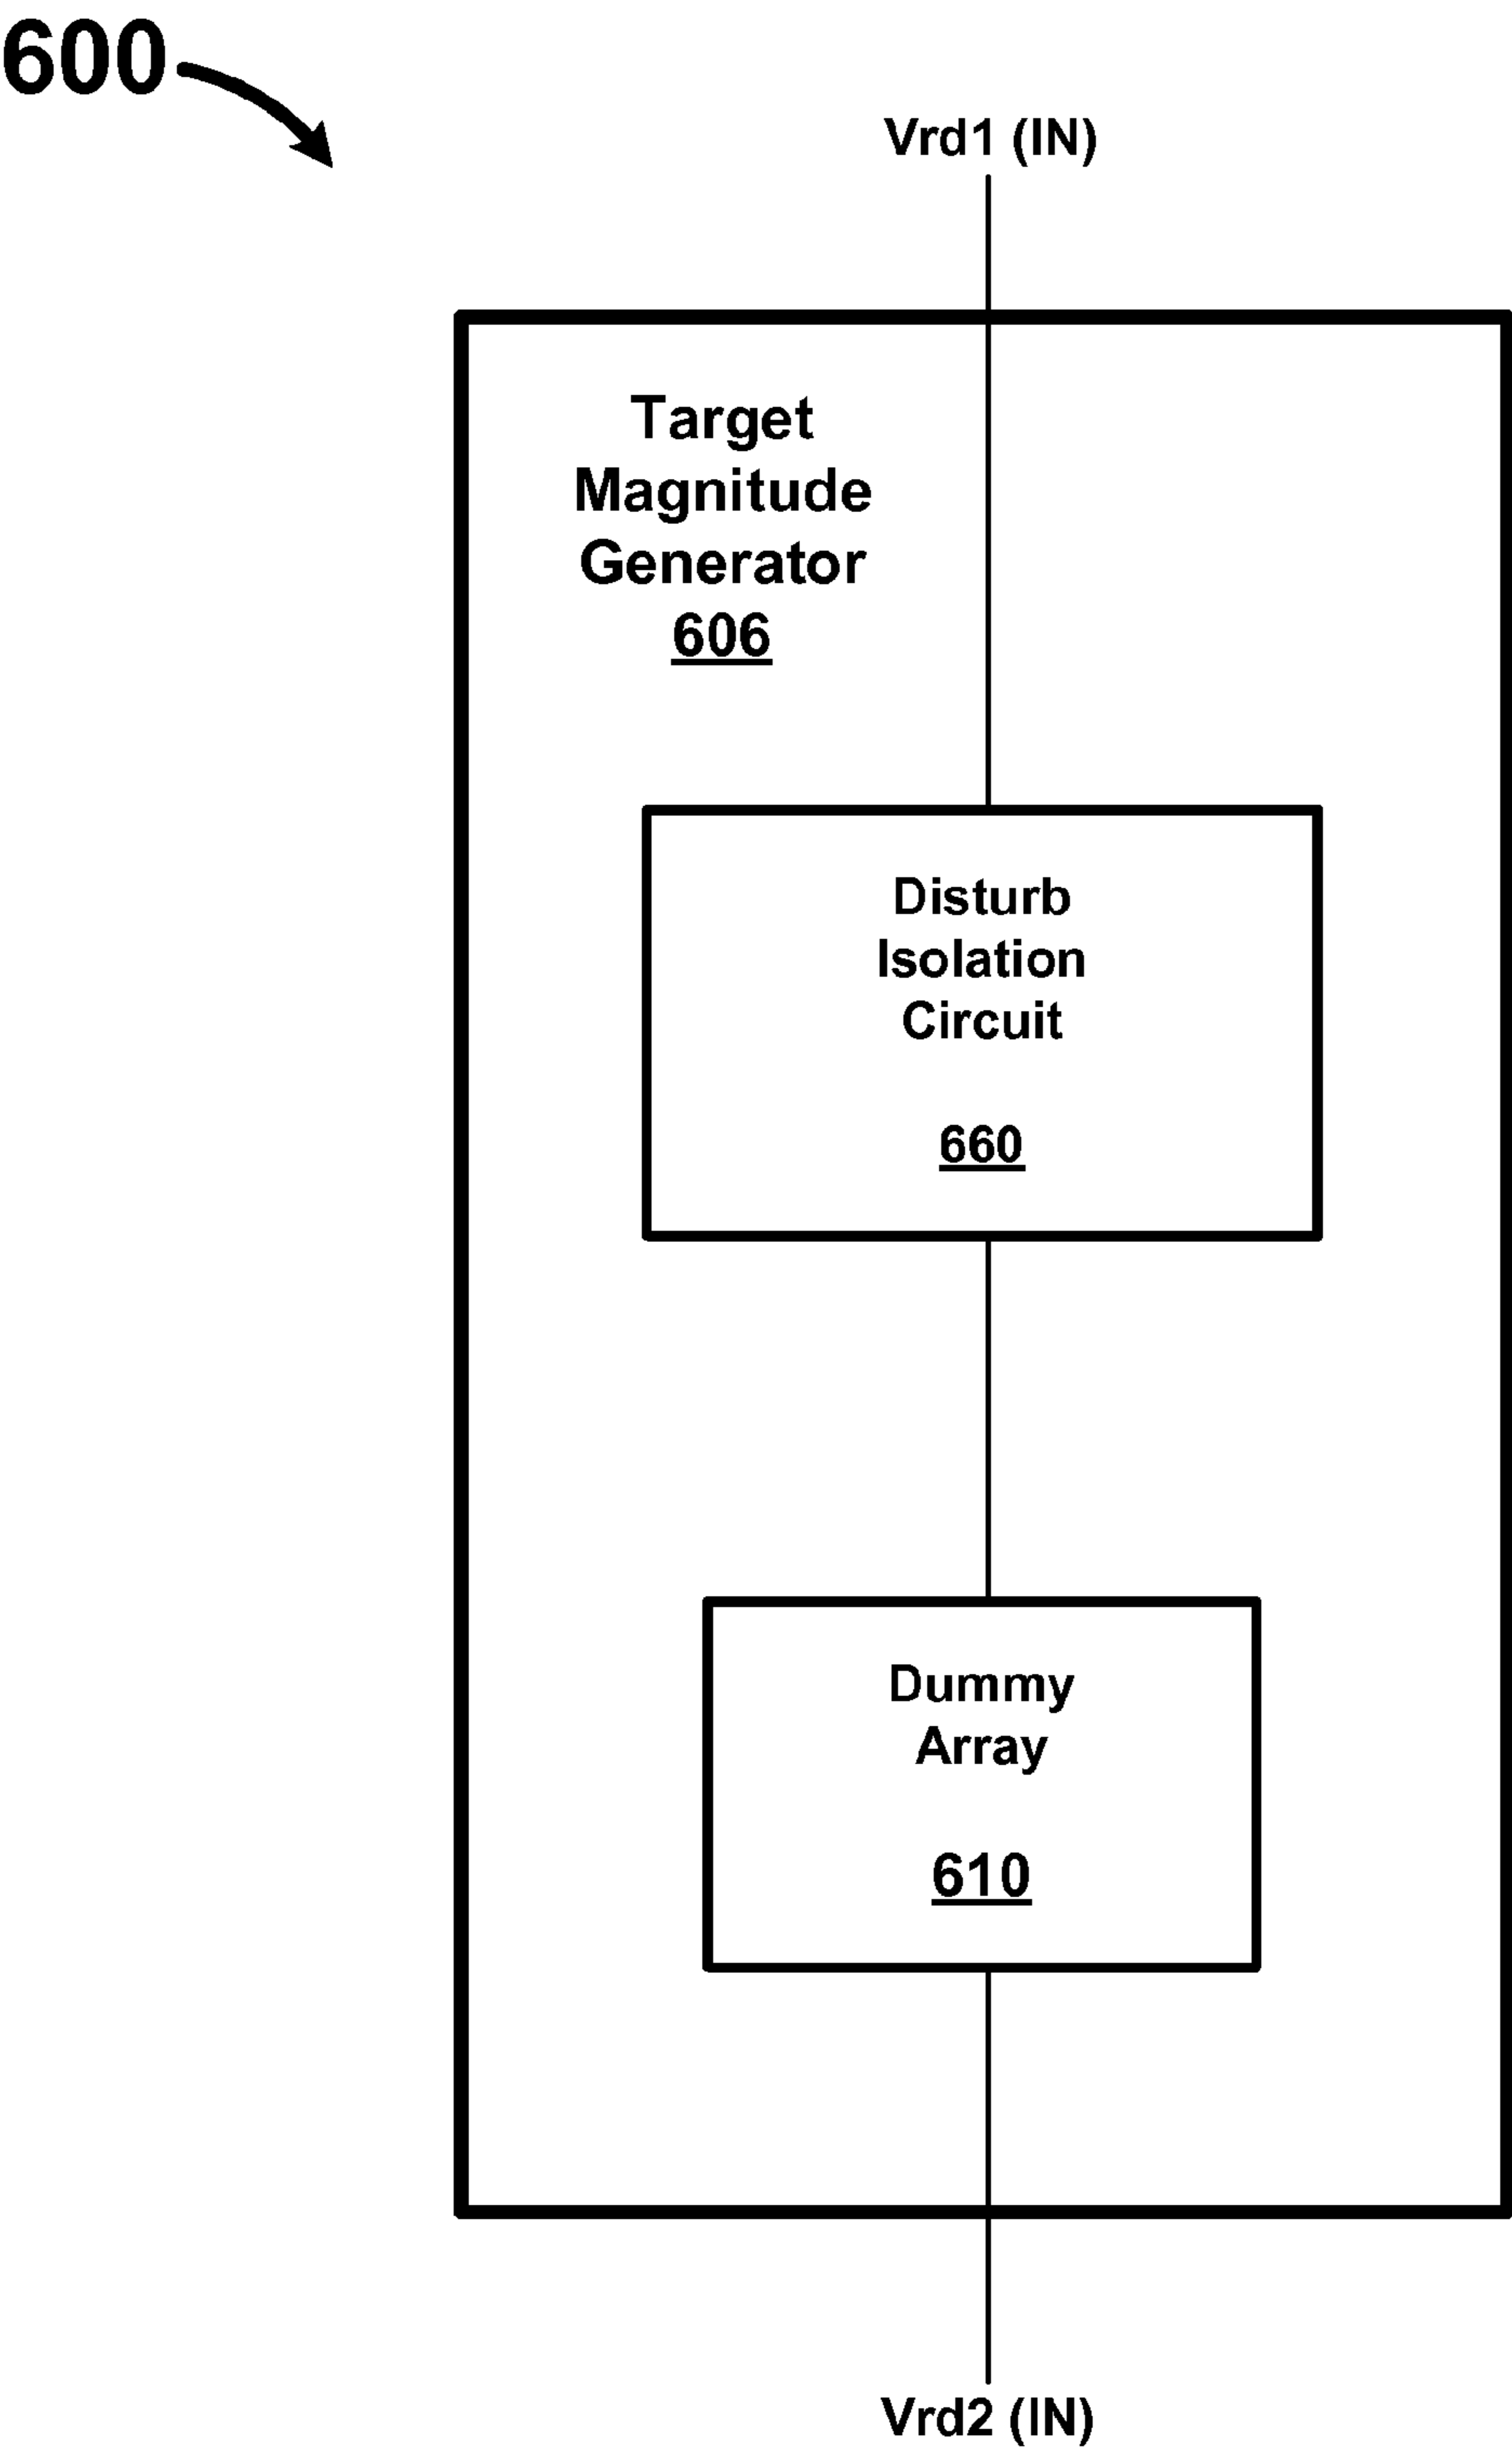 600
Vrd1 (IN)
Target
Magnitude
Generator
606
Disturb
Isolation
Circuit
660
Dummy
Array
610
Vrd2 (IN)